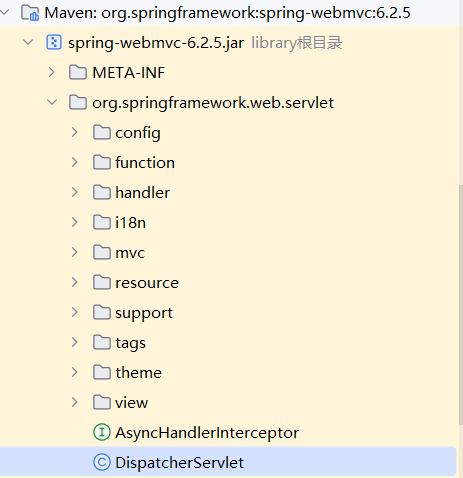 Maven: org.springframework:spring-webmvc:6.2.5
spring-webmvc-6.2.5.jar library根目录
META-INF
org.springframework.web.servlet
config
function
handler
i18n
mvc
resource
support
tags
theme
view
AsyncHandlerInterceptor
DispatcherServlet